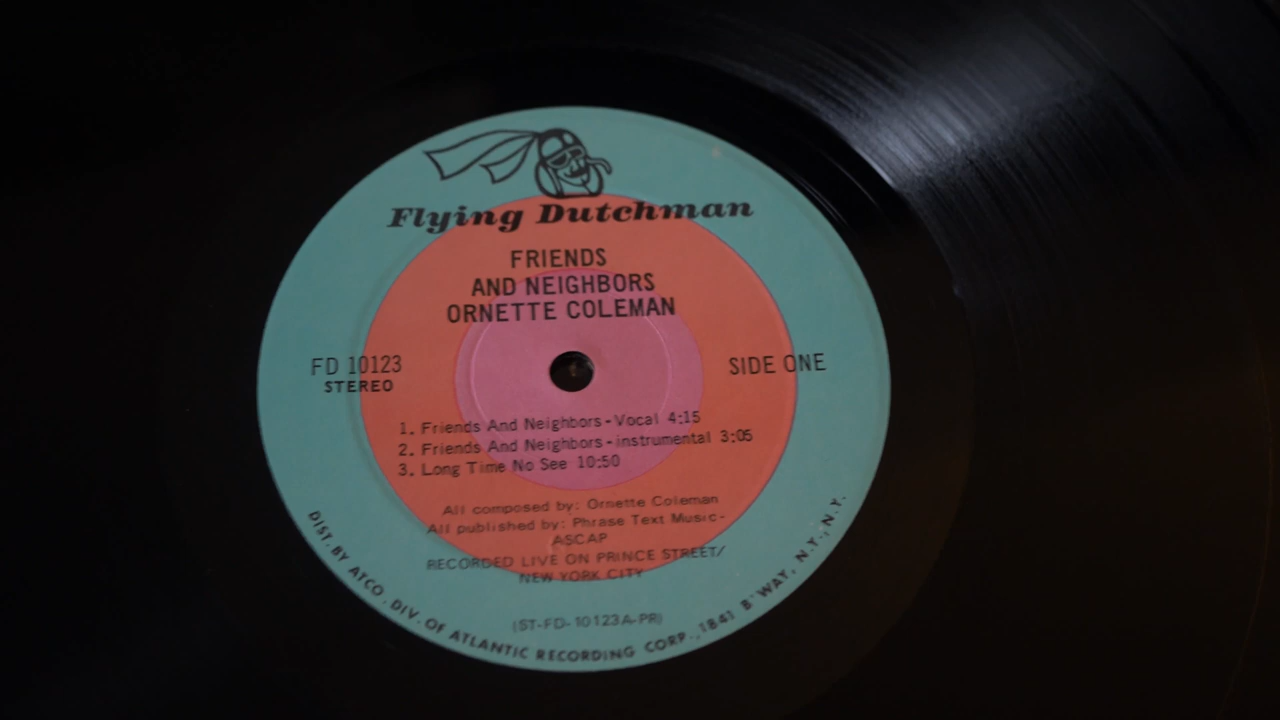 Flying Dutchman
FRIENDS
AND NEIGHBORS
ORNETTE COLEMAN
FD 10123
STEREO
SIDE ONE
1. Friends And Neighbors-Vocal 4:15
2. Friends And Neighbors-instrumental 3:05
3. Long Time No See 10:50
All composed by: Ornette Coleman
All published by: Phrase Text Music-
ASCAP
RECORDED LIVE ON PRINCE STREET/
NEW YORK CITY
(ST-FD-10123A-PR)
DIST. BY ATCO. DIV. OF ATLANTIC RECORDING CORP., 1841 B'WAY, N.Y., N.Y.